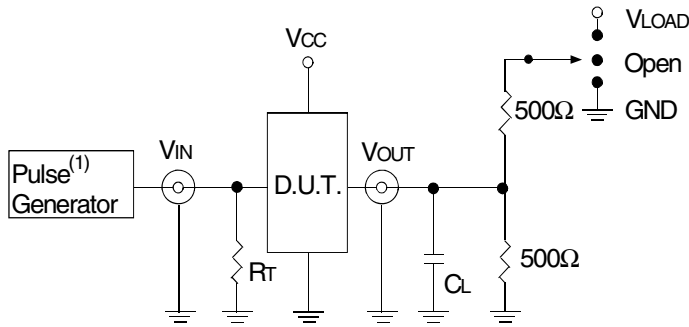 VLOAD
VCC
Open
500Ω
GND
VIN
VOUT
Pulse(1)
Generator
D.U.T.
RT
CL
500Ω